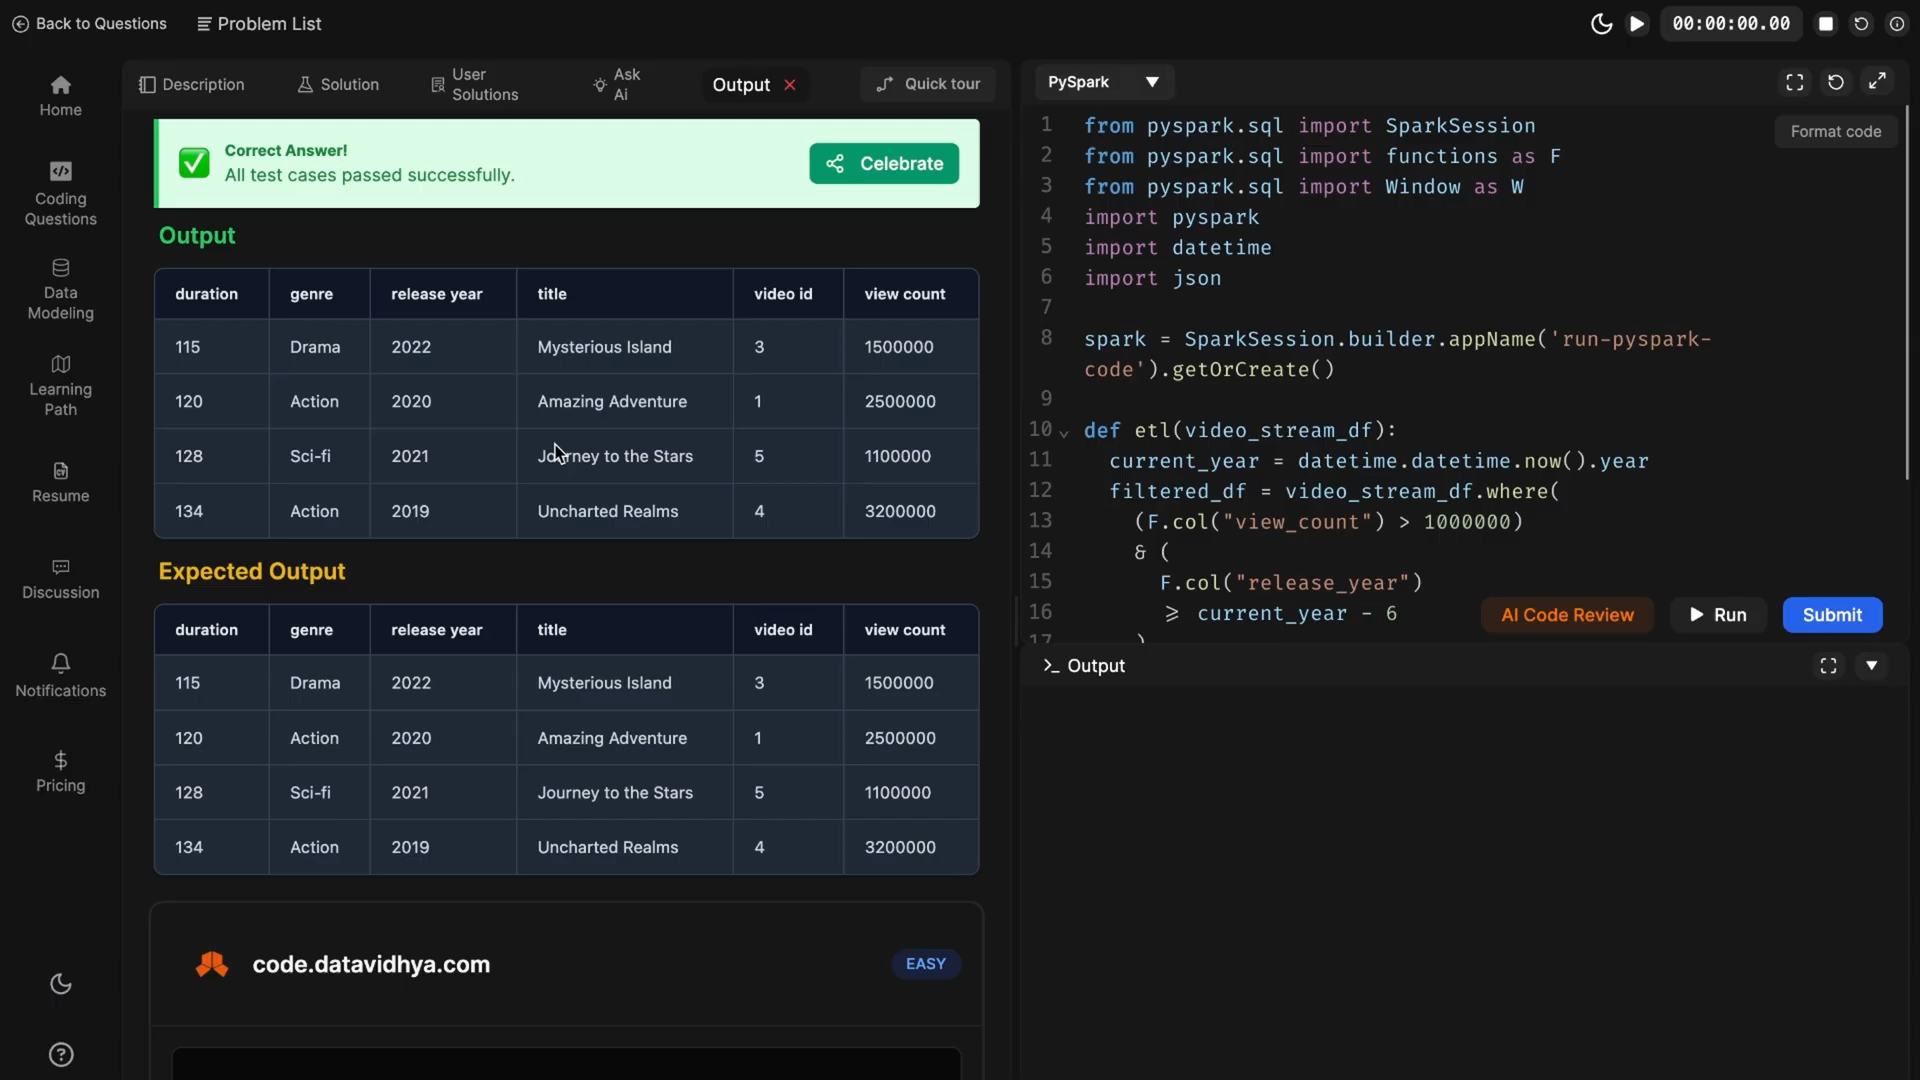 Back to Questions
Problem List
00:00:00.00
Home
Coding
Questions
Data
Modeling
Learning
Path
Resume
Discussion
Notifications
Pricing
Description
Solution
User
Solutions
Ask
Ai
Output
Quick tour
Correct Answer!
All test cases passed successfully.
Celebrate
Output
duration genre release year title video id view count
115 Drama 2022 Mysterious Island 3 1500000
120 Action 2020 Amazing Adventure 1 2500000
128 Sci-fi 2021 Journey to the Stars 5 1100000
134 Action 2019 Uncharted Realms 4 3200000
Expected Output
duration genre release year title video id view count
115 Drama 2022 Mysterious Island 3 1500000
120 Action 2020 Amazing Adventure 1 2500000
128 Sci-fi 2021 Journey to the Stars 5 1100000
134 Action 2019 Uncharted Realms 4 3200000
code.datavidhya.com
EASY
PySpark
Format code
1 from pyspark.sql import SparkSession
2 from pyspark.sql import functions as F
3 from pyspark.sql import Window as W
4 import pyspark
5 import datetime
6 import json
7
8 spark = SparkSession.builder.appName('run-pyspark-
code').getOrCreate()
9
10 def etl(video_stream_df):
11 current_year = datetime.datetime.now().year
12 filtered_df = video_stream_df.where(
13 (F.col("view_count") > 1000000)
14 & (
15 F.col("release_year")
16 >= current_year - 6
17 )
AI Code Review
Run
Submit
>_ Output